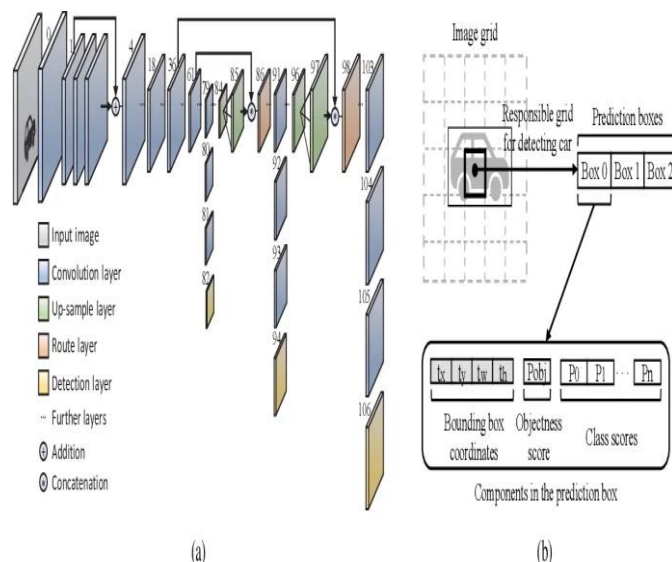 0
1
4
18
36
61
79
84
85
86
91
96
97
98
103
80
81
82
92
93
94
104
105
106
Input image
Convolution layer
Up-sample layer
Route layer
Detection layer
··· Further layers
Addition
Concatenation
(a)
Image grid
Responsible grid
for detecting car
Prediction boxes
Box 0 Box 1 Box 2
tx ty tw th Pobj P0 P1 ··· Pn
Bounding box
coordinates
Objectness
score
Class scores
Components in the prediction box
(b)